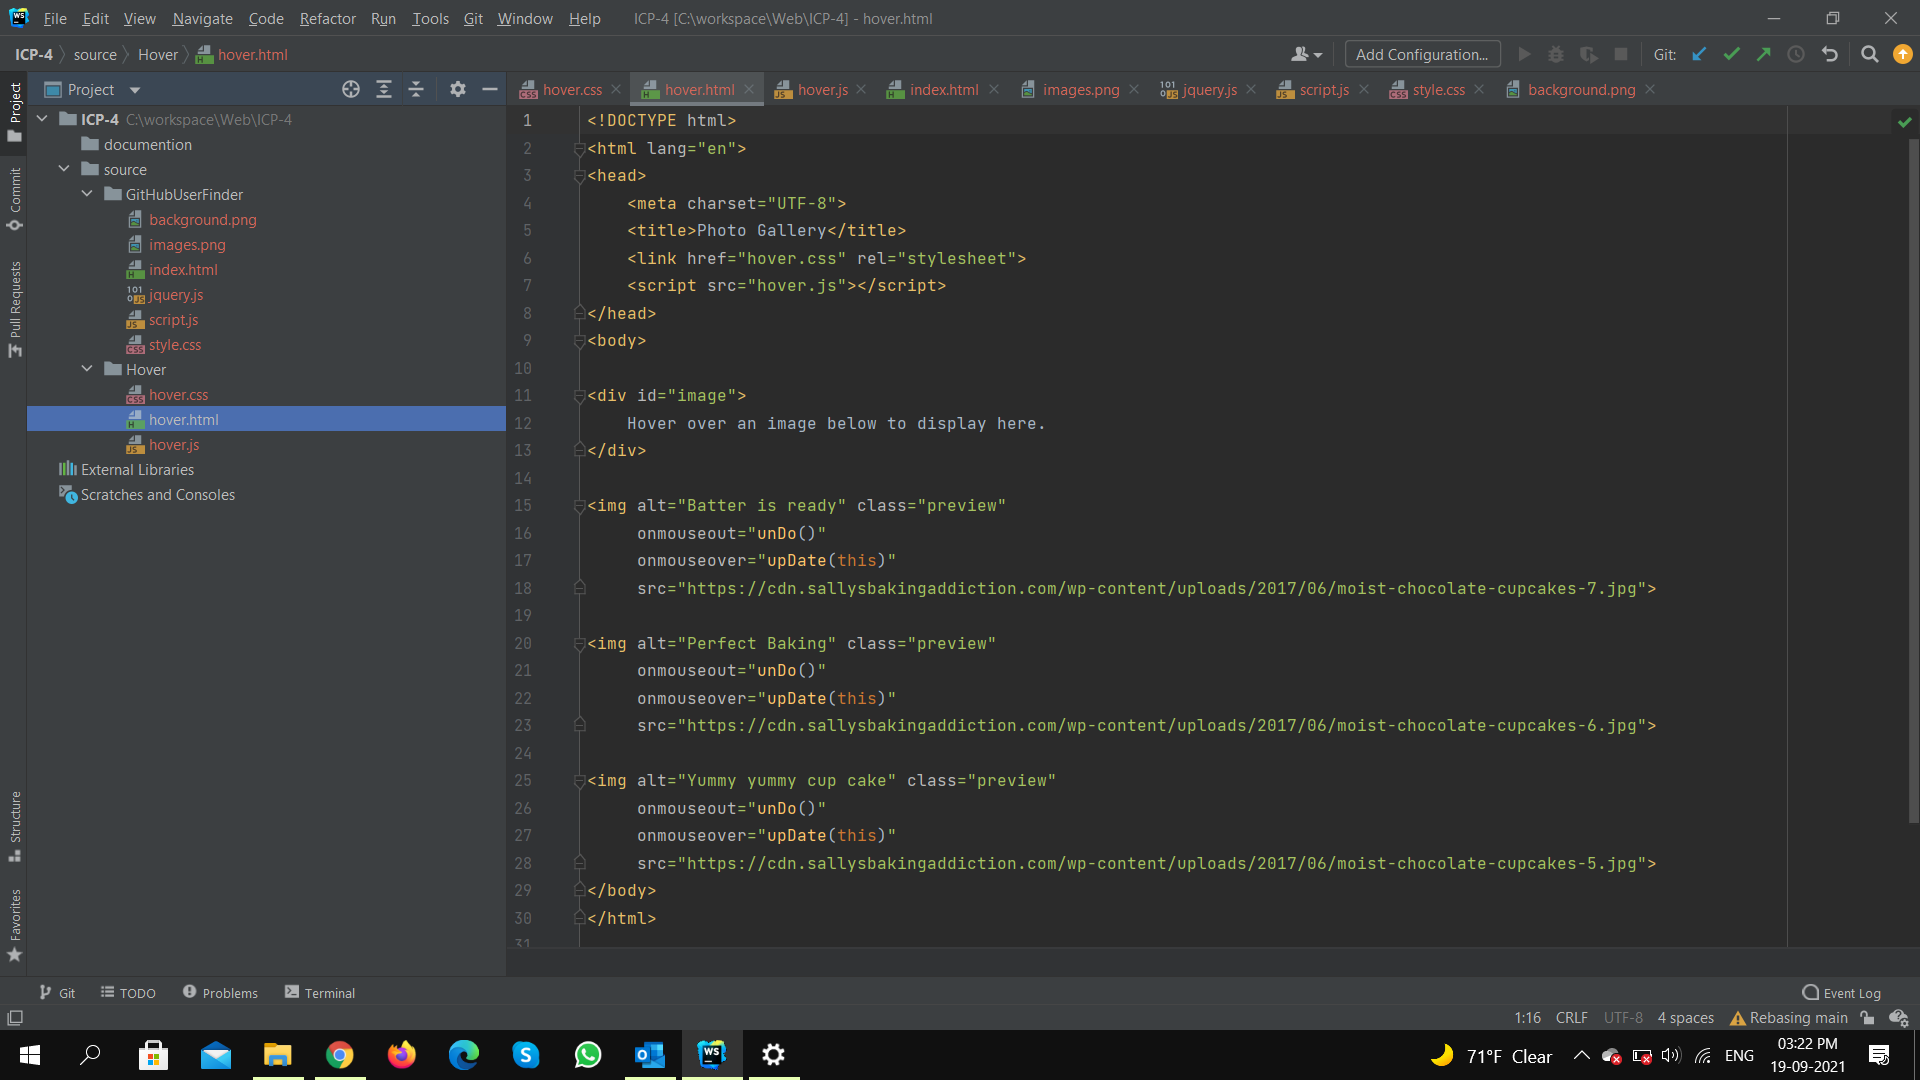 WS File Edit View Navigate Code Refactor Run Tools Git Window Help ICP-4 [C:\workspace\Web\ICP-4] - hover.html
ICP-4 source Hover hover.html Add Configuration... Git:
Project
hover.css hover.html hover.js index.html images.png jquery.js script.js style.css background.png
Project
Commit
Pull Requests
Structure
Favorites
ICP-4 C:\workspace\Web\ICP-4
documention
source
GitHubUserFinder
background.png
images.png
index.html
jquery.js
script.js
style.css
Hover
hover.css
hover.html
hover.js
External Libraries
Scratches and Consoles
1 <!DOCTYPE html>
2 <html lang="en">
3 <head>
4 <meta charset="UTF-8">
5 <title>Photo Gallery</title>
6 <link href="hover.css" rel="stylesheet">
7 <script src="hover.js"></script>
8 </head>
9 <body>
10
11 <div id="image">
12 Hover over an image below to display here.
13 </div>
14
15 <img alt="Batter is ready" class="preview"
16 onmouseout="unDo()"
17 onmouseover="upDate(this)"
18 src="https://cdn.sallysbakingaddiction.com/wp-content/uploads/2017/06/moist-chocolate-cupcakes-7.jpg">
19
20 <img alt="Perfect Baking" class="preview"
21 onmouseout="unDo()"
22 onmouseover="upDate(this)"
23 src="https://cdn.sallysbakingaddiction.com/wp-content/uploads/2017/06/moist-chocolate-cupcakes-6.jpg">
24
25 <img alt="Yummy yummy cup cake" class="preview"
26 onmouseout="unDo()"
27 onmouseover="upDate(this)"
28 src="https://cdn.sallysbakingaddiction.com/wp-content/uploads/2017/06/moist-chocolate-cupcakes-5.jpg">
29 </body>
30 </html>
31
Git TODO Problems Terminal Event Log
1:16 CRLF UTF-8 4 spaces Rebasing main
WS 71°F Clear ENG 03:22 PM
19-09-2021